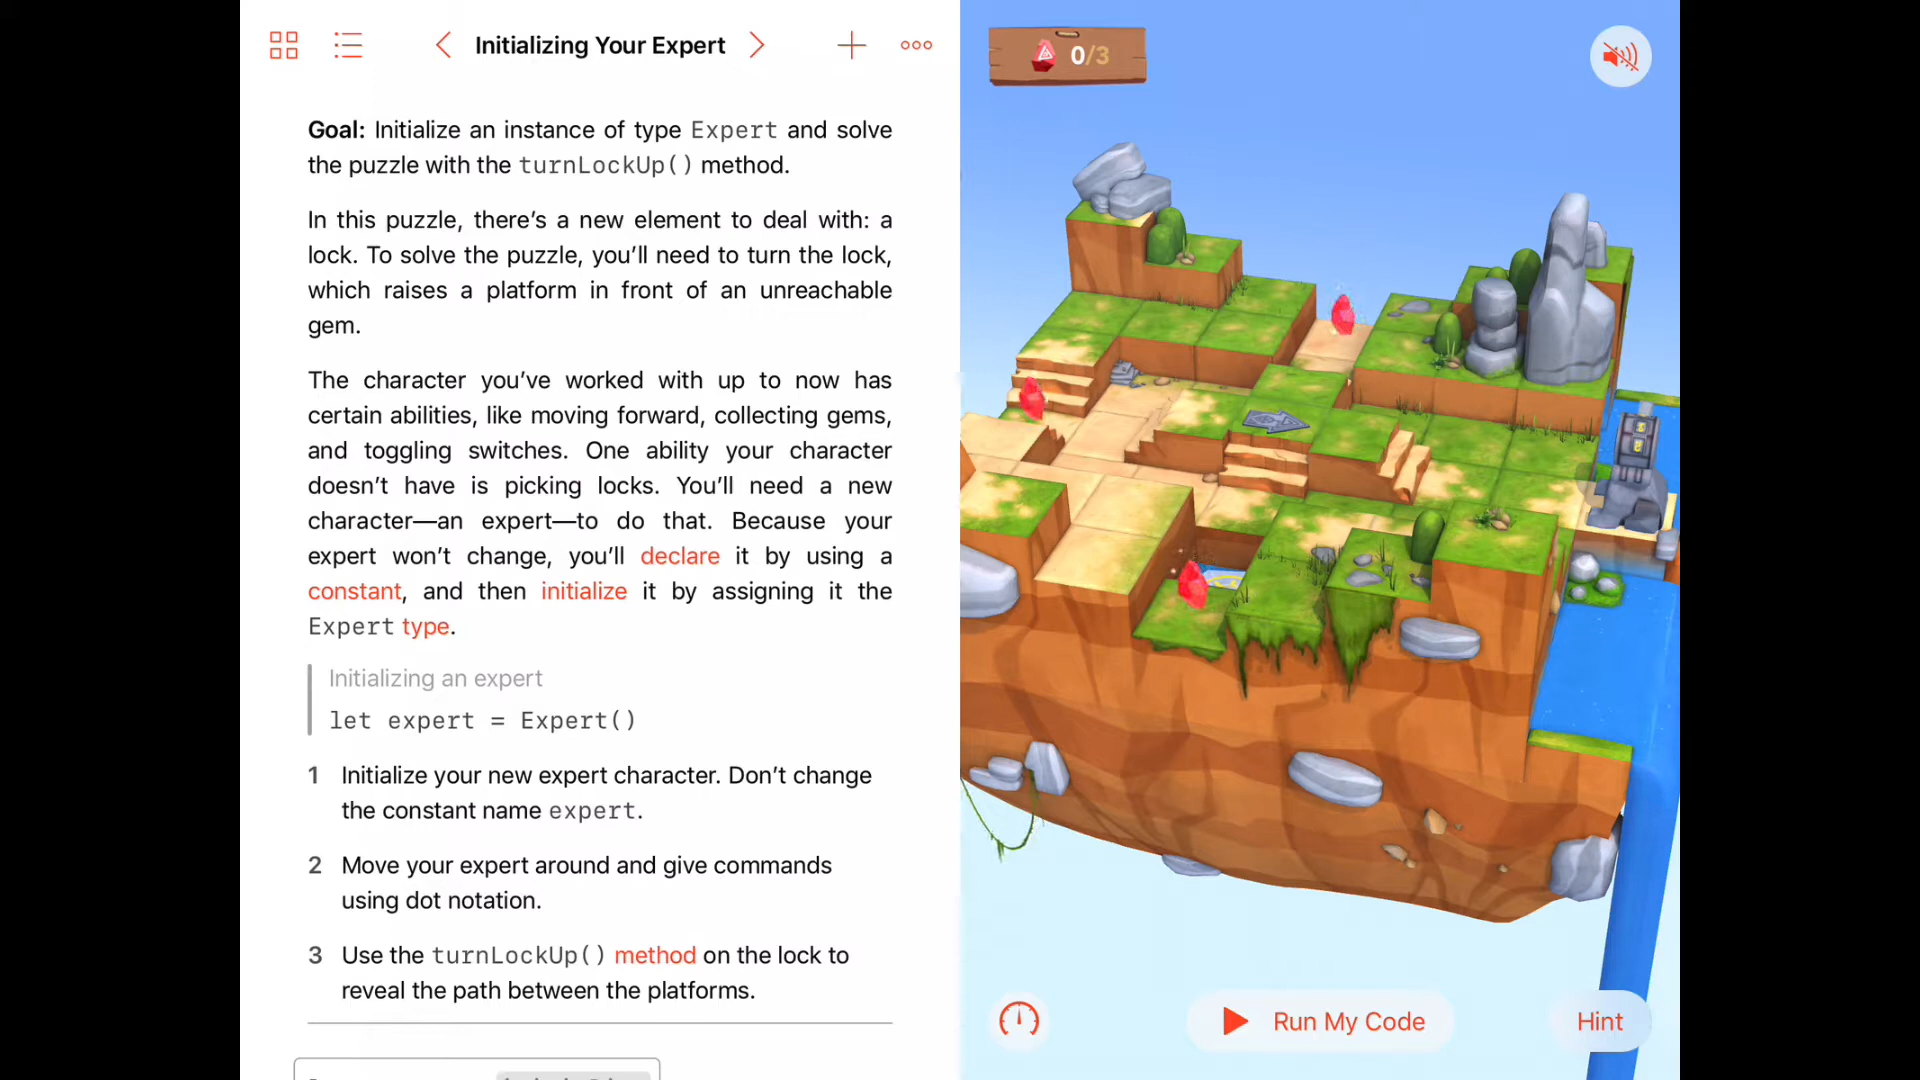 Initializing Your Expert
Goal: Initialize an instance of type Expert and solve
the puzzle with the turnLockUp() method.
In this puzzle, there’s a new element to deal with: a
lock. To solve the puzzle, you’ll need to turn the lock,
which raises a platform in front of an unreachable
gem.
The character you’ve worked with up to now has
certain abilities, like moving forward, collecting gems,
and toggling switches. One ability your character
doesn’t have is picking locks. You’ll need a new
character—an expert—to do that. Because your
expert won’t change, you’ll declare it by using a
constant, and then initialize it by assigning it the
Expert type.
Initializing an expert
let expert = Expert()
1 Initialize your new expert character. Don’t change
the constant name expert.
2 Move your expert around and give commands
using dot notation.
3 Use the turnLockUp() method on the lock to
reveal the path between the platforms.
0/3
Run My Code
Hint